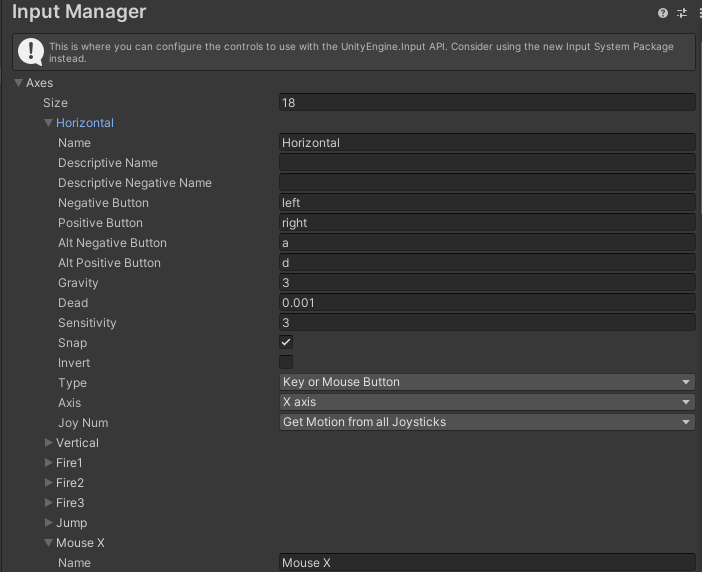 Input Manager
This is where you can configure the controls to use with the UnityEngine.Input API. Consider using the new Input System Package
instead.
Axes
Size 18
Horizontal
Name Horizontal
Descriptive Name
Descriptive Negative Name
Negative Button left
Positive Button right
Alt Negative Button a
Alt Positive Button d
Gravity 3
Dead 0.001
Sensitivity 3
Snap
Invert
Type Key or Mouse Button
Axis X axis
Joy Num Get Motion from all Joysticks
Vertical
Fire1
Fire2
Fire3
Jump
Mouse X
Name Mouse X